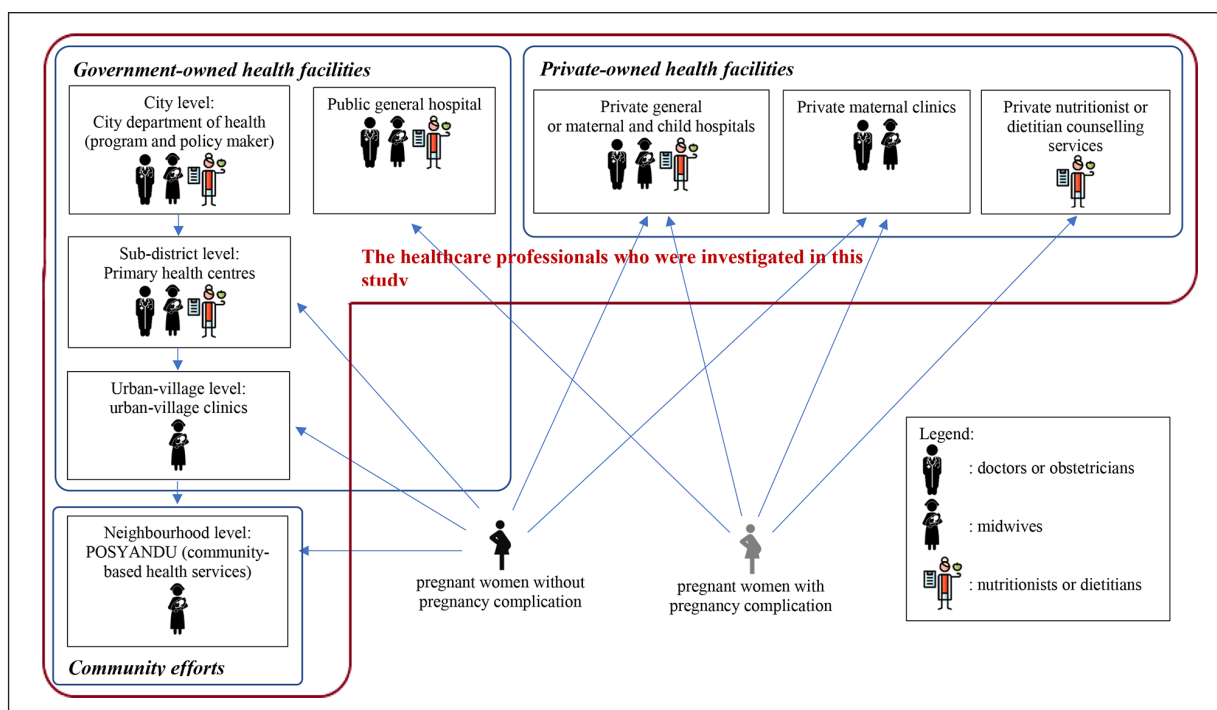 Government-owned health facilities
City level:
City department of health
(program and policy maker)
Public general hospital
Sub-district level:
Primary health centres
Urban-village level:
urban-village clinics
Neighbourhood level:
POSYANDU (community-
based health services)
Community efforts
Private-owned health facilities
Private general
or maternal and child hospitals
Private maternal clinics
Private nutritionist or
dietitian counselling
services
The healthcare professionals who were investigated in this
study
pregnant women without
pregnancy complication
pregnant women with
pregnancy complication
Legend:
: doctors or obstetricians
: midwives
: nutritionists or dietitians